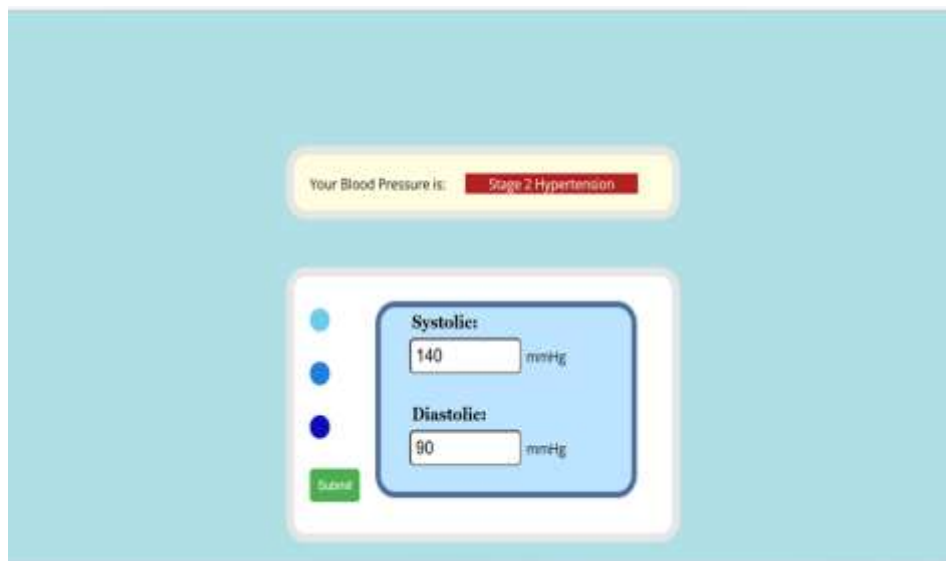 Your Blood Pressure is: Stage 2 Hypertension
Systolic:
140 mmHg
Diastolic:
90 mmHg
Submit